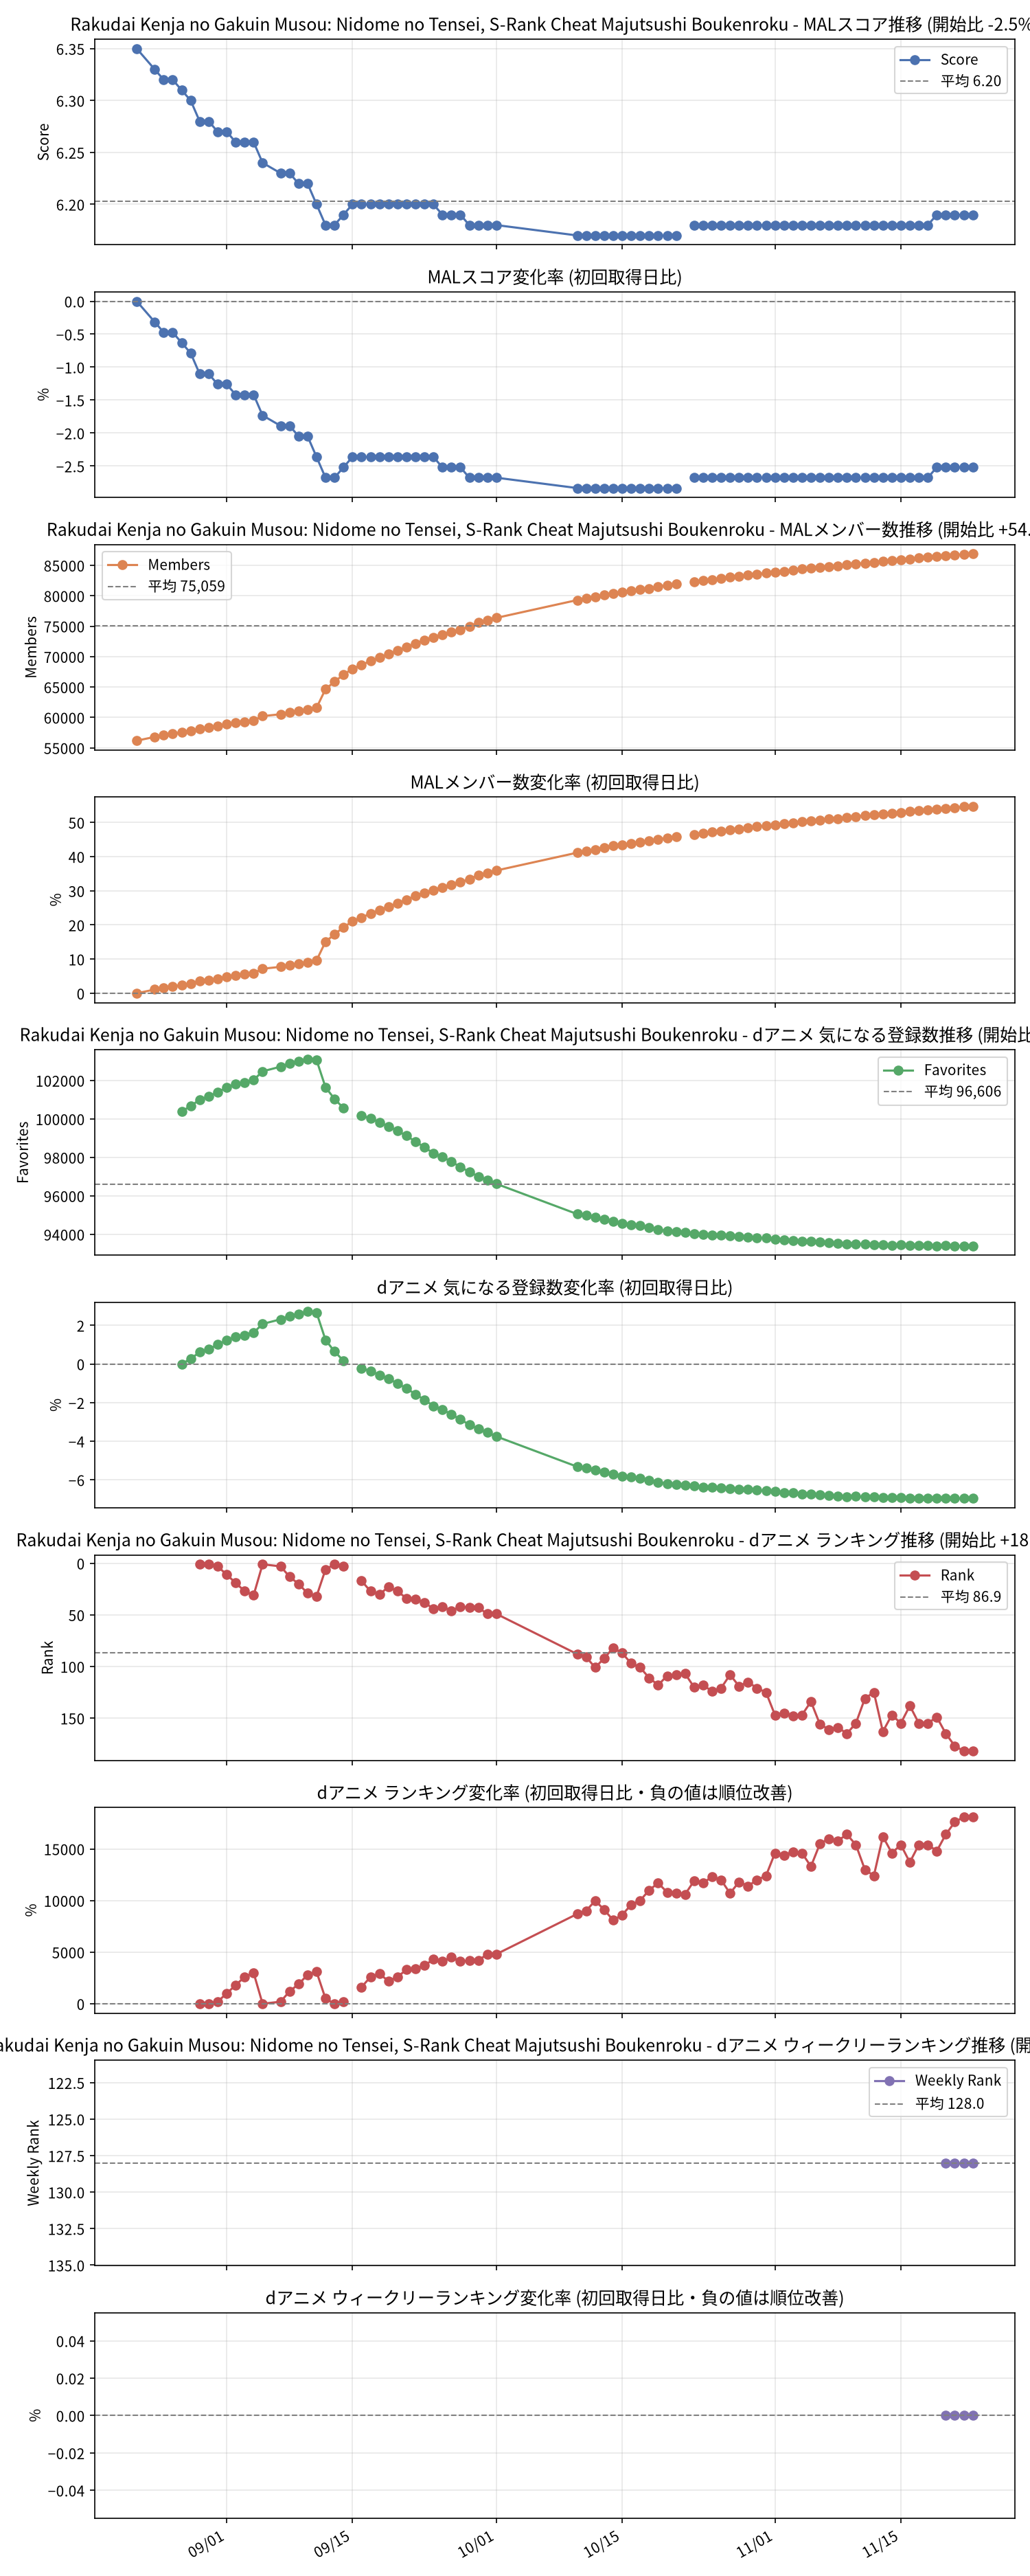 Rakudai Kenja no Gakuin Musou: Nidome no Tensei, S-Rank Cheat Majutsushi Boukenroku - MALスコア推移 (開始比 -2.5%
6.35
6.30
6.25
6.20
Score
Score
平均 6.20
MALスコア変化率 (初回取得日比)
0.0
−0.5
−1.0
−1.5
−2.0
−2.5
%
Rakudai Kenja no Gakuin Musou: Nidome no Tensei, S-Rank Cheat Majutsushi Boukenroku - MALメンバー数推移 (開始比 +54.
85000
80000
75000
70000
65000
60000
55000
Members
Members
平均 75,059
MALメンバー数変化率 (初回取得日比)
50
40
30
20
10
0
%
Rakudai Kenja no Gakuin Musou: Nidome no Tensei, S-Rank Cheat Majutsushi Boukenroku - dアニメ 気になる登録数推移 (開始比
102000
100000
98000
96000
94000
Favorites
Favorites
平均 96,606
dアニメ 気になる登録数変化率 (初回取得日比)
2
0
−2
−4
−6
%
Rakudai Kenja no Gakuin Musou: Nidome no Tensei, S-Rank Cheat Majutsushi Boukenroku - dアニメ ランキング推移 (開始比 +18
0
50
100
150
Rank
Rank
平均 86.9
dアニメ ランキング変化率 (初回取得日比・負の値は順位改善)
15000
10000
5000
0
%
akudai Kenja no Gakuin Musou: Nidome no Tensei, S-Rank Cheat Majutsushi Boukenroku - dアニメ ウィークリーランキング推移 (開
122.5
125.0
127.5
130.0
132.5
135.0
Weekly Rank
Weekly Rank
平均 128.0
dアニメ ウィークリーランキング変化率 (初回取得日比・負の値は順位改善)
0.04
0.02
0.00
−0.02
−0.04
%
09/01
09/15
10/01
10/15
11/01
11/15